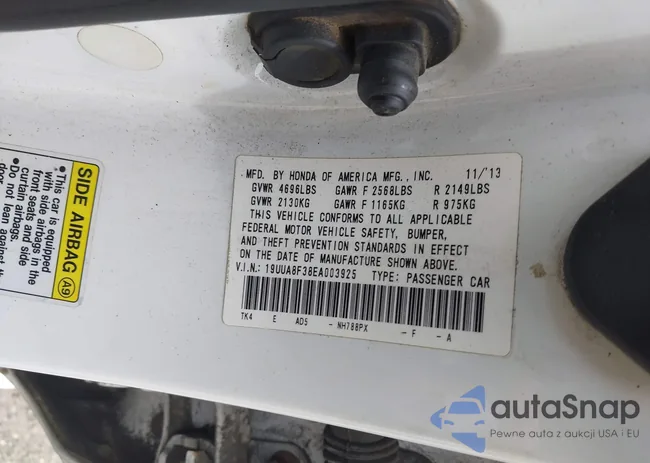 MFD. BY HONDA OF AMERICA MFG., INC. 11/'13
GVWR 4696LBS GAWR F 2568LBS R 2149LBS
GVWR 2130KG GAWR F 1165KG R 975KG
THIS VEHICLE CONFORMS TO ALL APPLICABLE
FEDERAL MOTOR VEHICLE SAFETY, BUMPER,
AND THEFT PREVENTION STANDARDS IN EFFECT
ON THE DATE OF MANUFACTURE SHOWN ABOVE.
V.I.N.: 19UUA8F38EA003925 TYPE: PASSENGER CAR
TK4 E AD5 -NH788PX -F -A
SIDE AIRBAG A9
•This car is equipped
with side airbags in the
front seats and side
curtain airbags.
•Do not lean against
door
autaSnap
Pewne auta z aukcji USA i EU